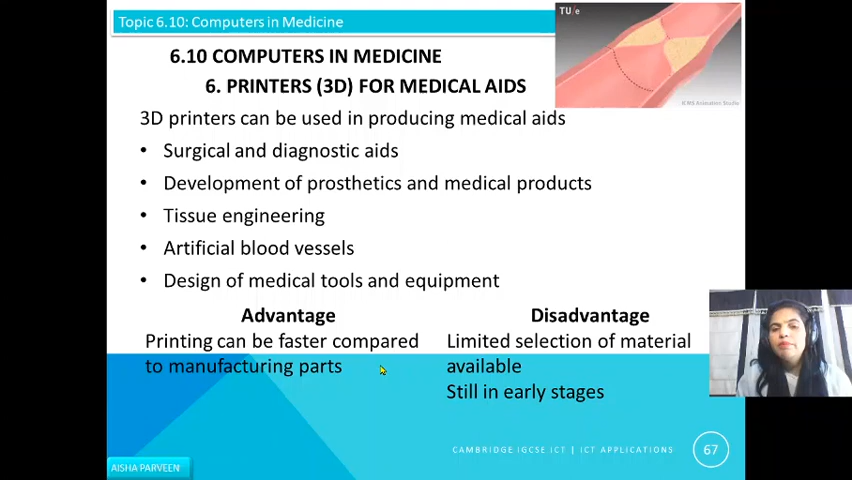 Topic 6.10: Computers in Medicine
TU/e
6.10 COMPUTERS IN MEDICINE
6. PRINTERS (3D) FOR MEDICAL AIDS
ICMS Animation Studio
3D printers can be used in producing medical aids
• Surgical and diagnostic aids
• Development of prosthetics and medical products
• Tissue engineering
• Artificial blood vessels
• Design of medical tools and equipment
Advantage
Printing can be faster compared
to manufacturing parts
Disadvantage
Limited selection of material
available
Still in early stages
CAMBRIDGE IGCSE ICT | ICT APPLICATIONS
67
AISHA PARVEEN